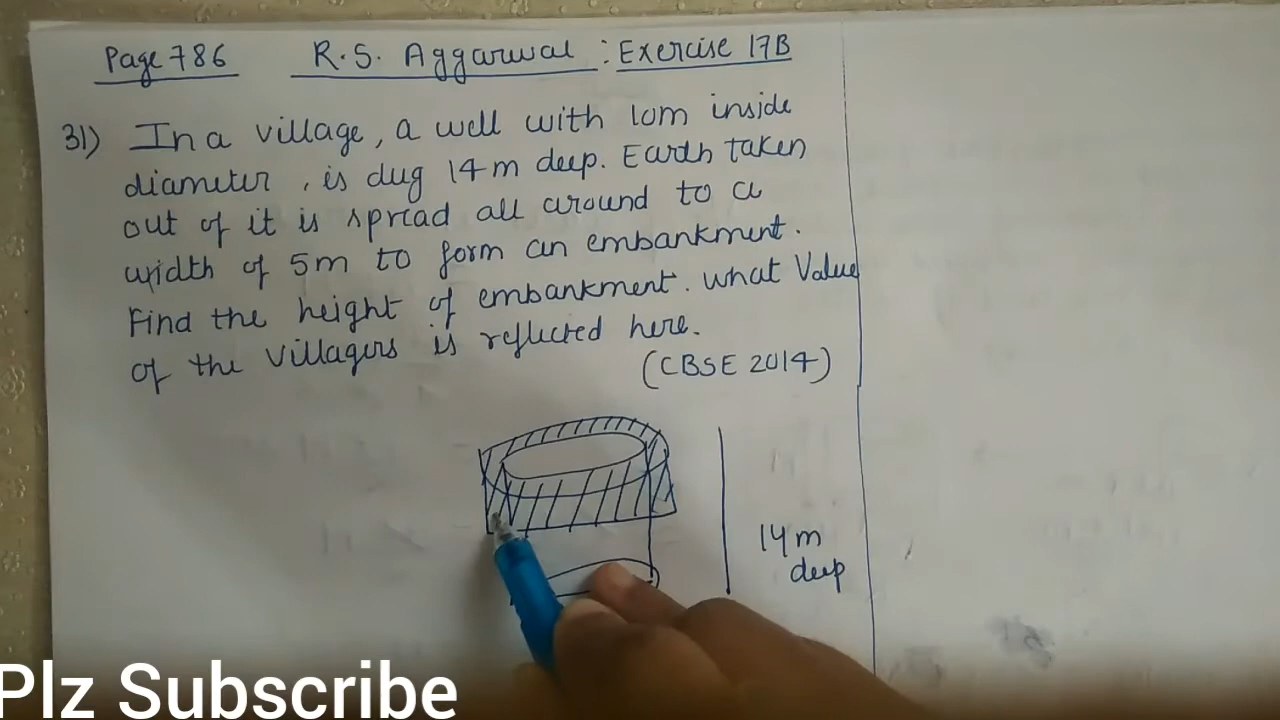 Page 786 R.S. Aggarwal : Exercise 17B
31) In a village, a well with 10m inside
diameter, is dug 14m deep. Earth taken
out of it is spread all around to a
width of 5m to form an embankment.
Find the height of embankment. what Value
of the villagers is reflected here.
(CBSE 2014)
14m
deep
Plz Subscribe